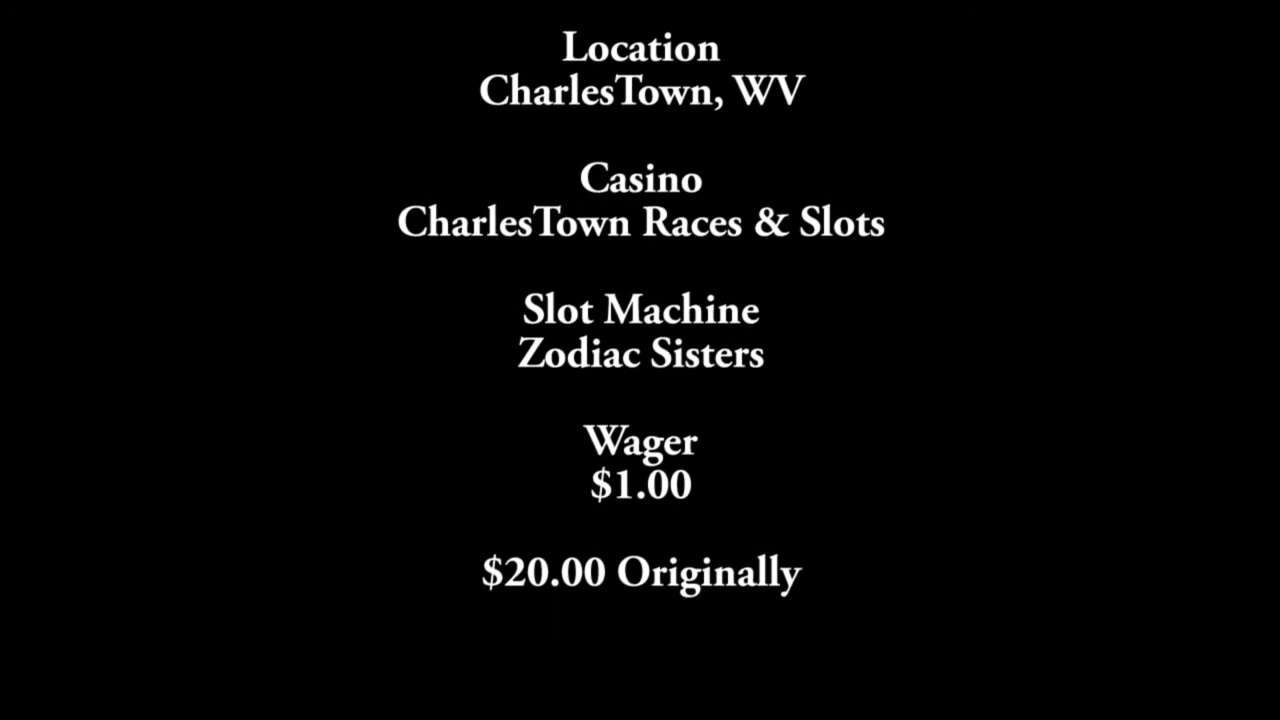 Location
CharlesTown, WV
Casino
CharlesTown Races & Slots
Slot Machine
Zodiac Sisters
Wager
$1.00
$20.00 Originally